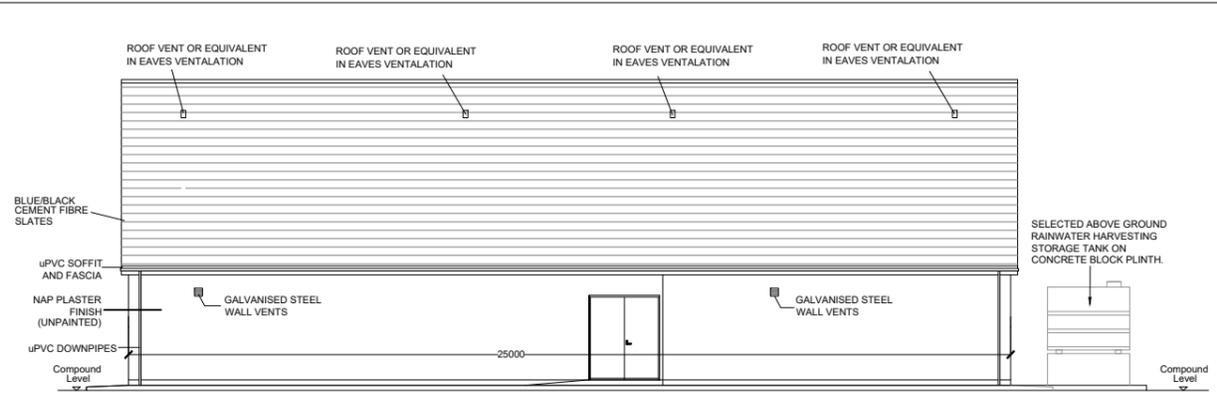 ROOF VENT OR EQUIVALENT
IN EAVES VENTALATION
ROOF VENT OR EQUIVALENT
IN EAVES VENTALATION
ROOF VENT OR EQUIVALENT
IN EAVES VENTALATION
ROOF VENT OR EQUIVALENT
IN EAVES VENTALATION
BLUE/BLACK
CEMENT FIBRE
SLATES
SELECTED ABOVE GROUND
RAINWATER HARVESTING
STORAGE TANK ON
CONCRETE BLOCK PLINTH.
uPVC SOFFIT
AND FASCIA
NAP PLASTER
FINISH
(UNPAINTED)
GALVANISED STEEL
WALL VENTS
GALVANISED STEEL
WALL VENTS
uPVC DOWNPIPES
25000
Compound
Level
Compound
Level